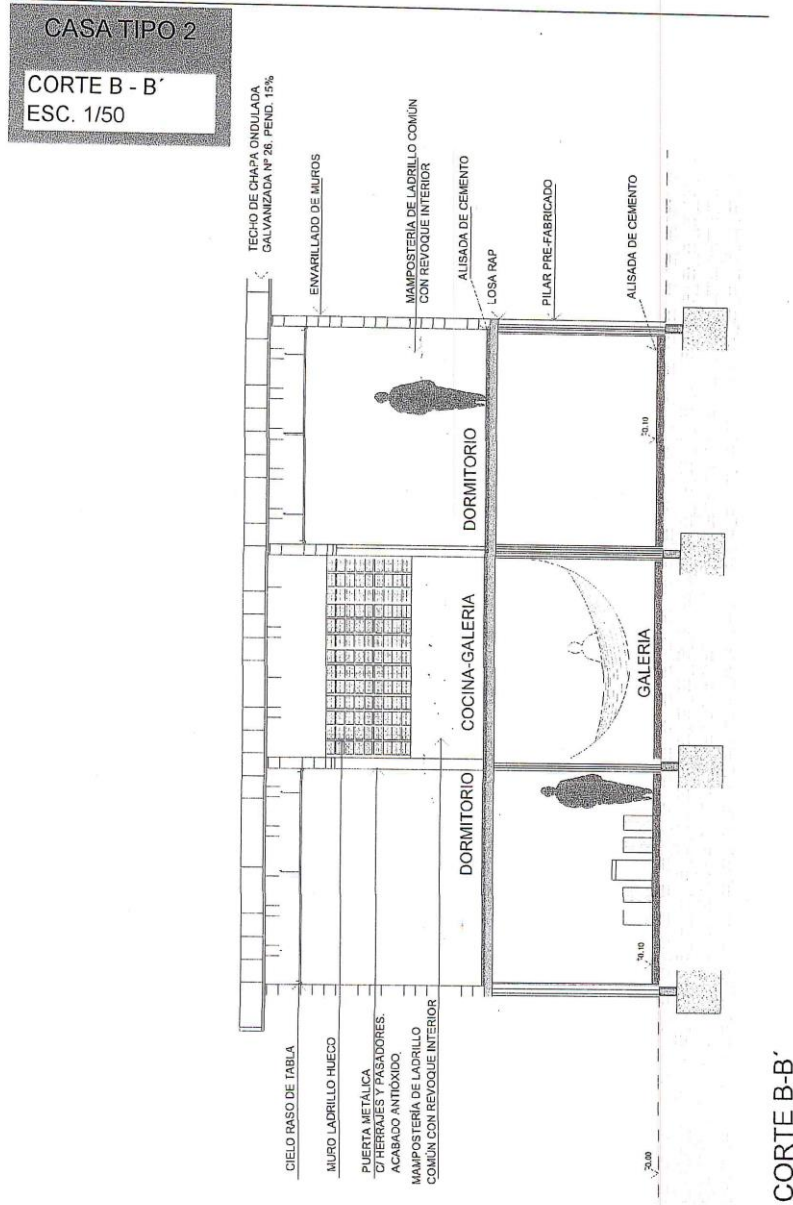 CASA TIPO 2
CORTE B - B´
ESC. 1/50
TECHO DE CHAPA ONDULADA
GALVANIZADA Nº 26. PEND. 15%
ENVARILLADO DE MUROS
MAMPOSTERÍA DE LADRILLO COMÚN
CON REVOQUE INTERIOR
ALISADA DE CEMENTO
LOSA RAP
PILAR PRE-FABRICADO
ALISADA DE CEMENTO
DORMITORIO
COCINA-GALERIA
DORMITORIO
GALERIA
CIELO RASO DE TABLA
MURO LADRILLO HUECO
PUERTA METÁLICA
C/ HERRAJES Y PASADORES.
ACABADO ANTIÓXIDO.
MAMPOSTERÍA DE LADRILLO
COMÚN CON REVOQUE INTERIOR
CORTE B-B´